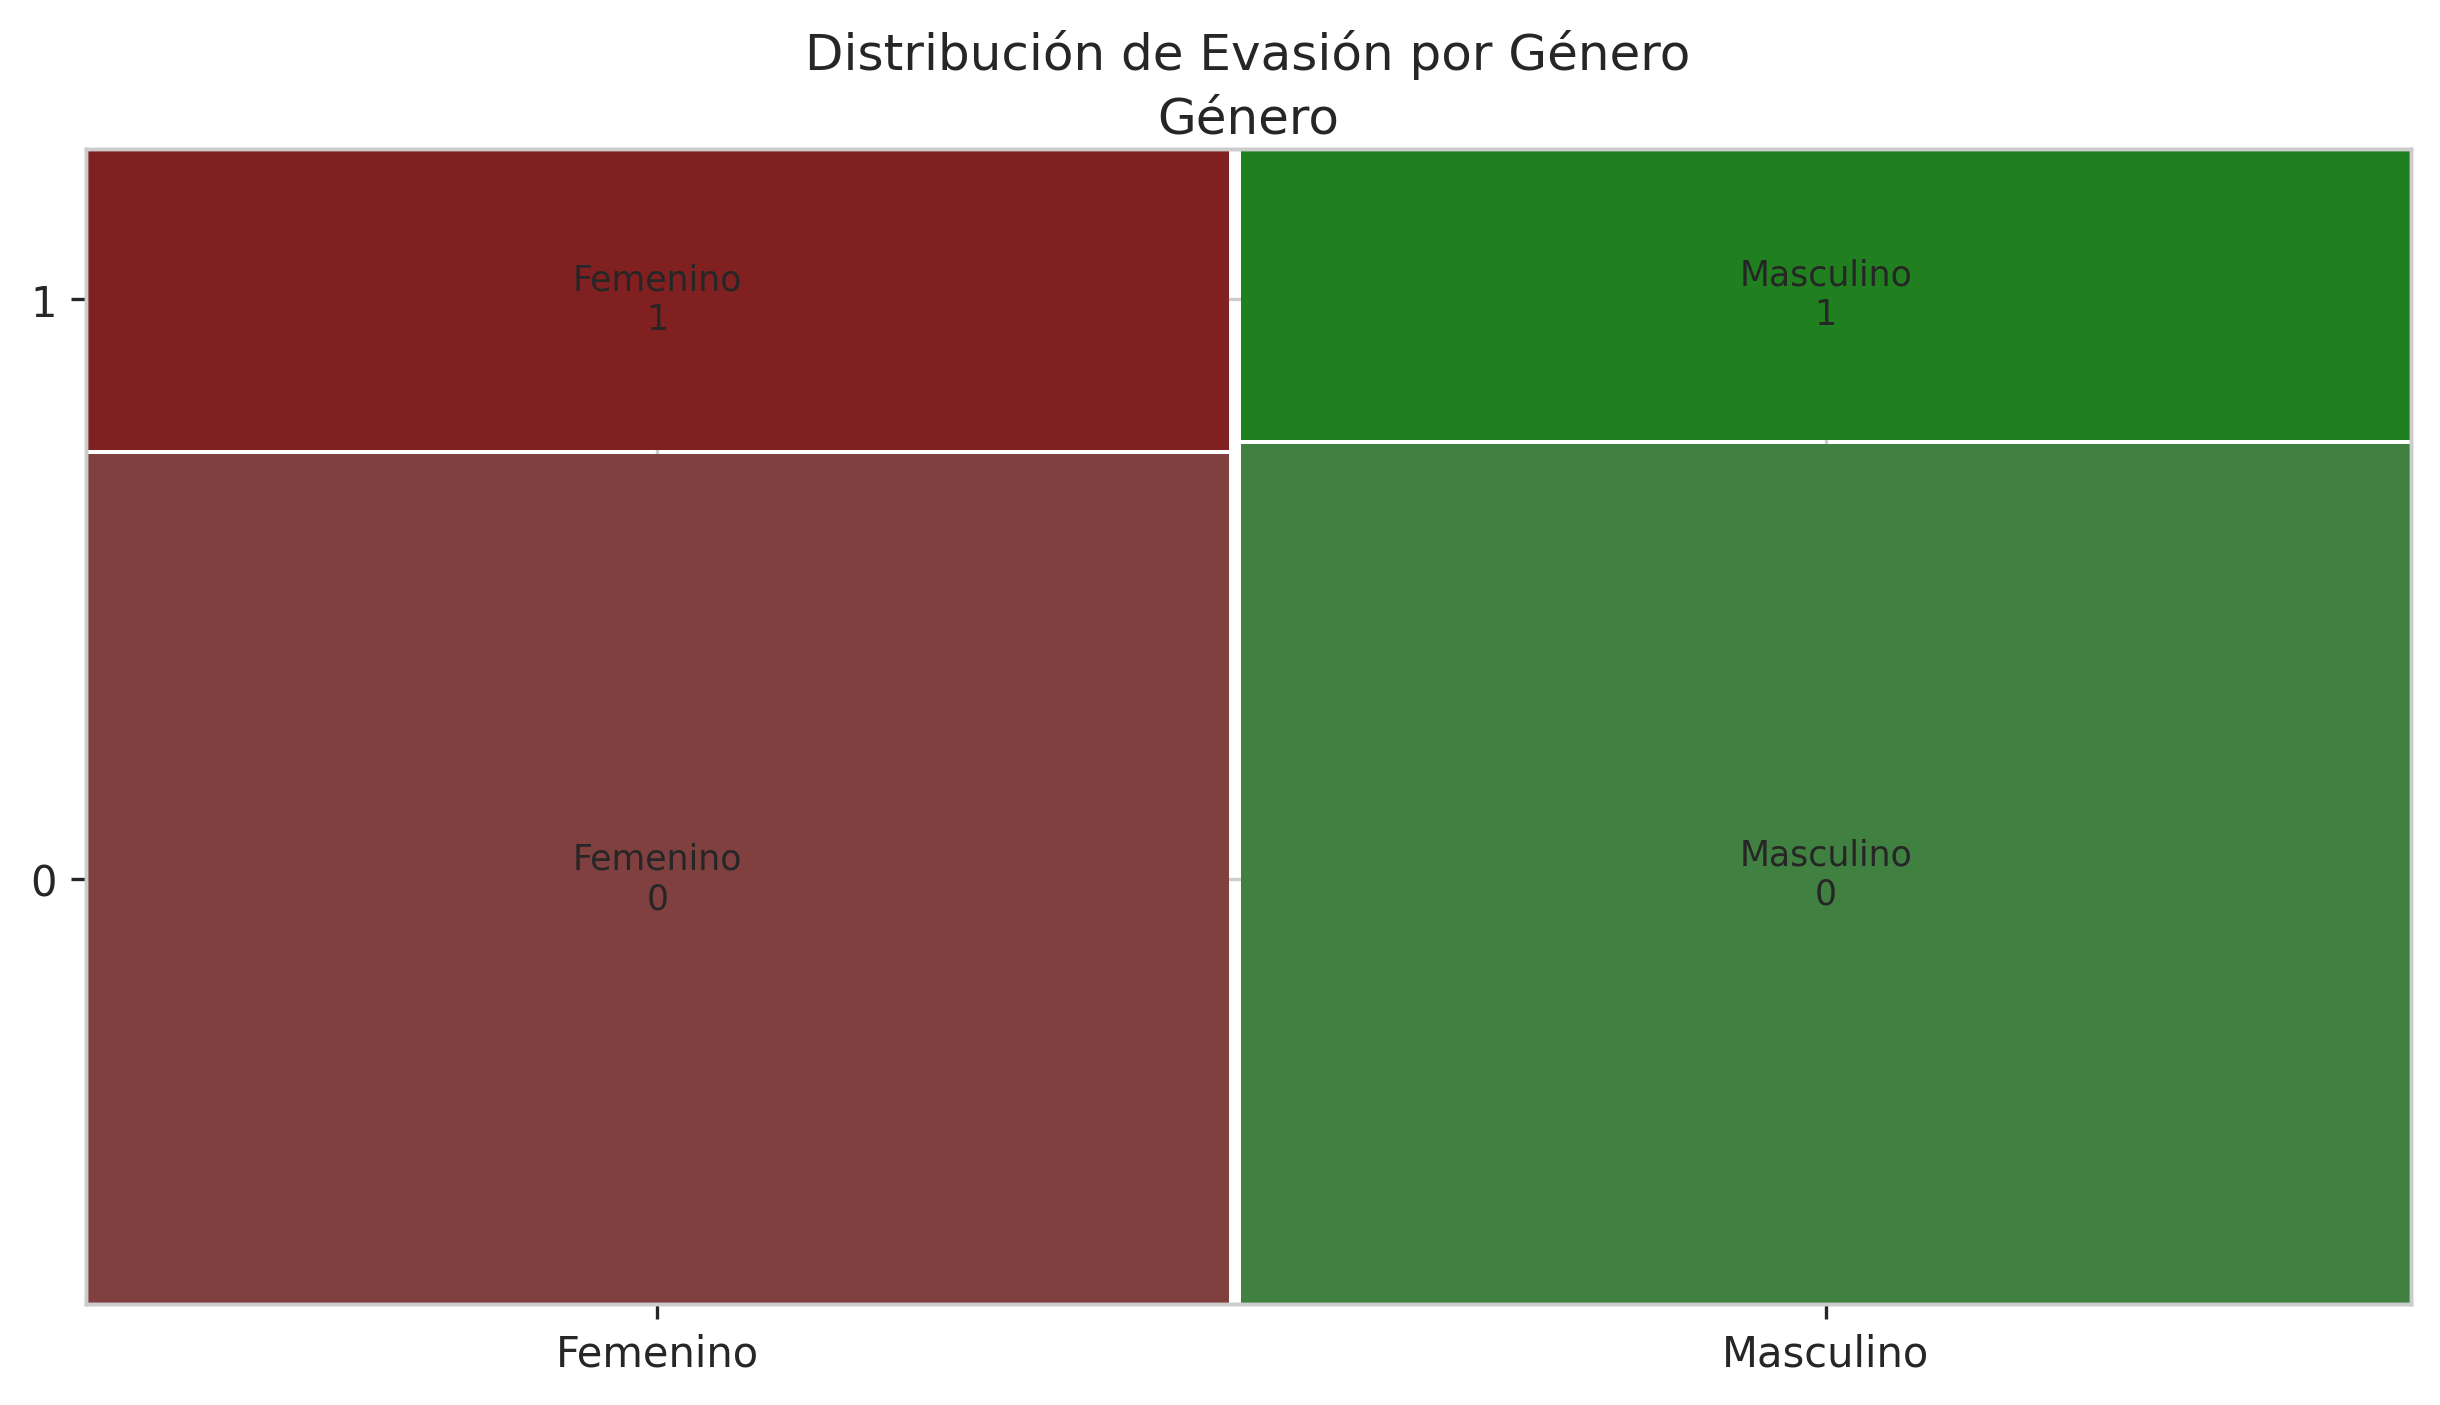 Distribución de Evasión por Género
Género
1
Femenino
1
Masculino
1
0
Femenino
0
Masculino
0
Femenino
Masculino